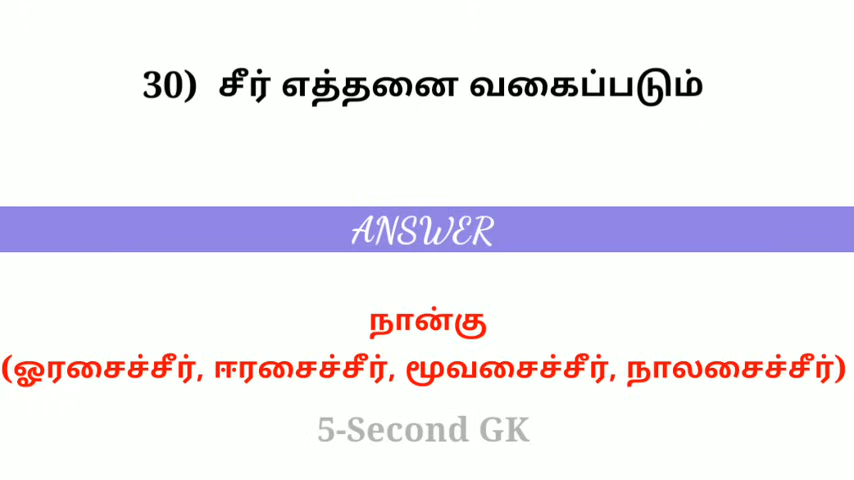 30) சீர் எத்தனை வகைப்படும்
ANSWER
நான்கு
(ஓரசைச்சீர், ஈரசைச்சீர், மூவசைச்சீர், நாலசைச்சீர்)
5-Second GK